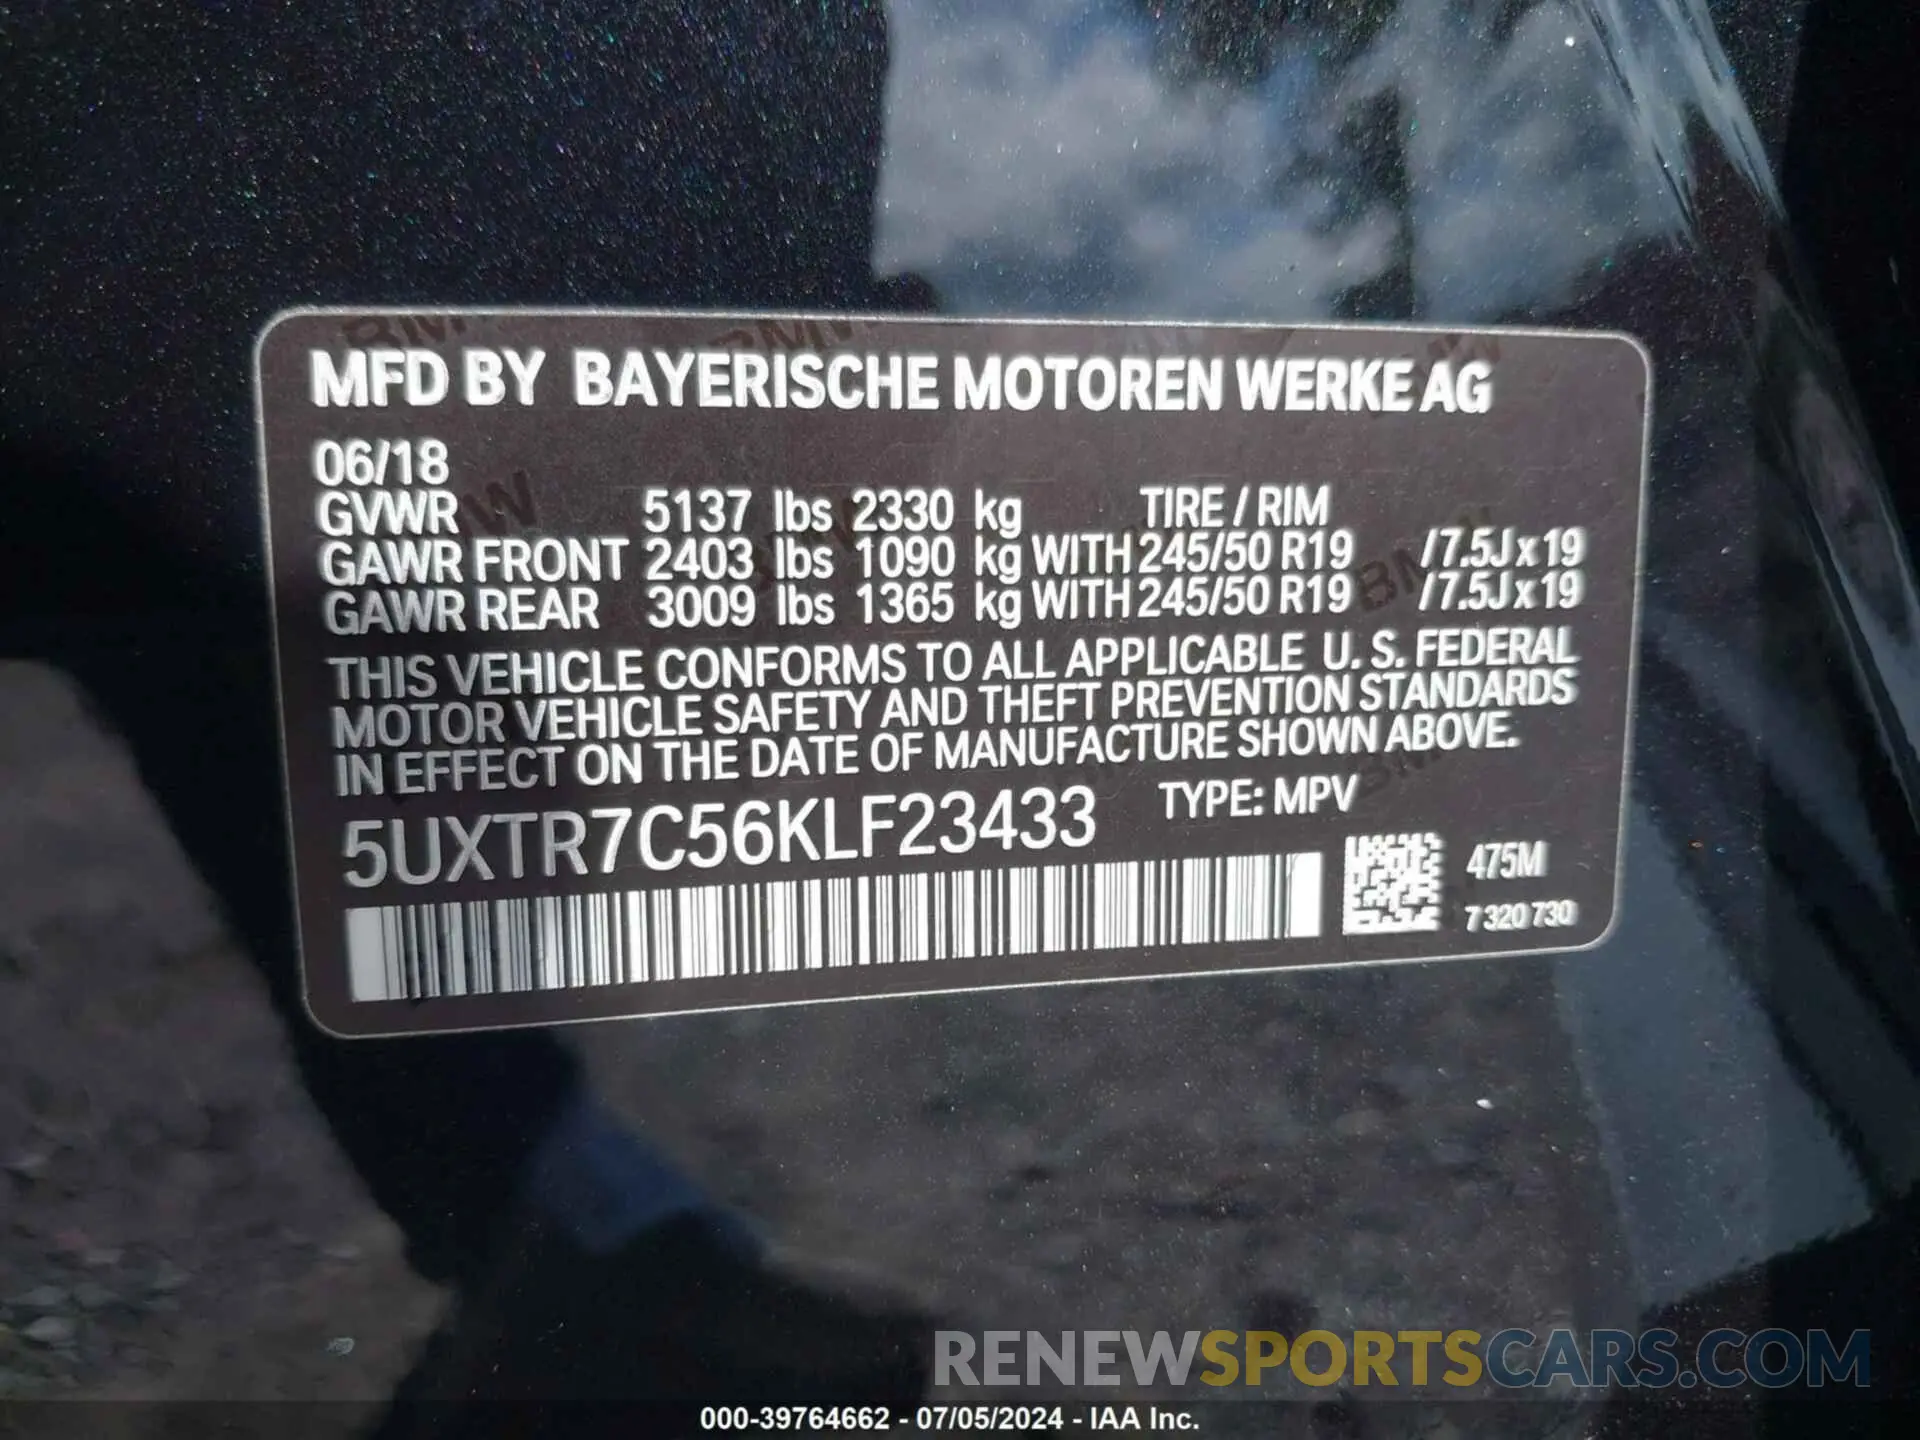 MFD BY BAYERISCHE MOTOREN WERKE AG
06/18
GVWR 5137 lbs 2330 kg TIRE / RIM
GAWR FRONT 2403 lbs 1090 kg WITH 245/50 R19 /7.5J x 19
GAWR REAR 3009 lbs 1365 kg WITH 245/50 R19 /7.5J x 19
THIS VEHICLE CONFORMS TO ALL APPLICABLE U. S. FEDERAL
MOTOR VEHICLE SAFETY AND THEFT PREVENTION STANDARDS
IN EFFECT ON THE DATE OF MANUFACTURE SHOWN ABOVE.
5UXTR7C56KLF23433 TYPE: MPV
475M
7 320 730
RENEWSPORTSCARS.COM
000-39764662 - 07/05/2024 - IAA Inc.